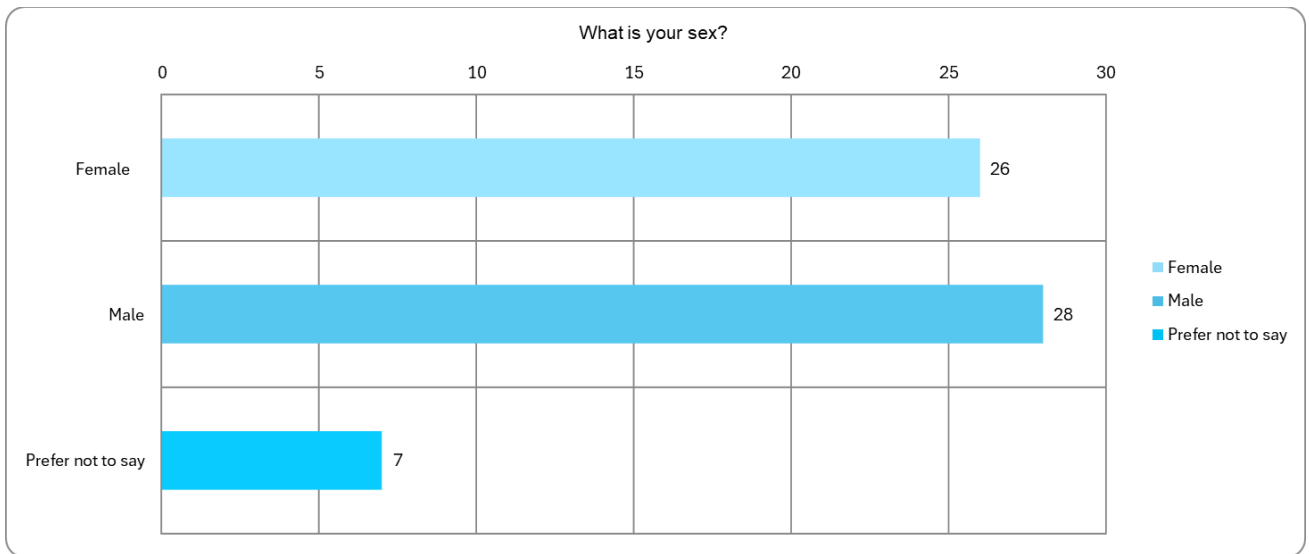 What is your sex?
0 5 10 15 20 25 30
Female 26
Male 28
Prefer not to say 7
Female
Male
Prefer not to say